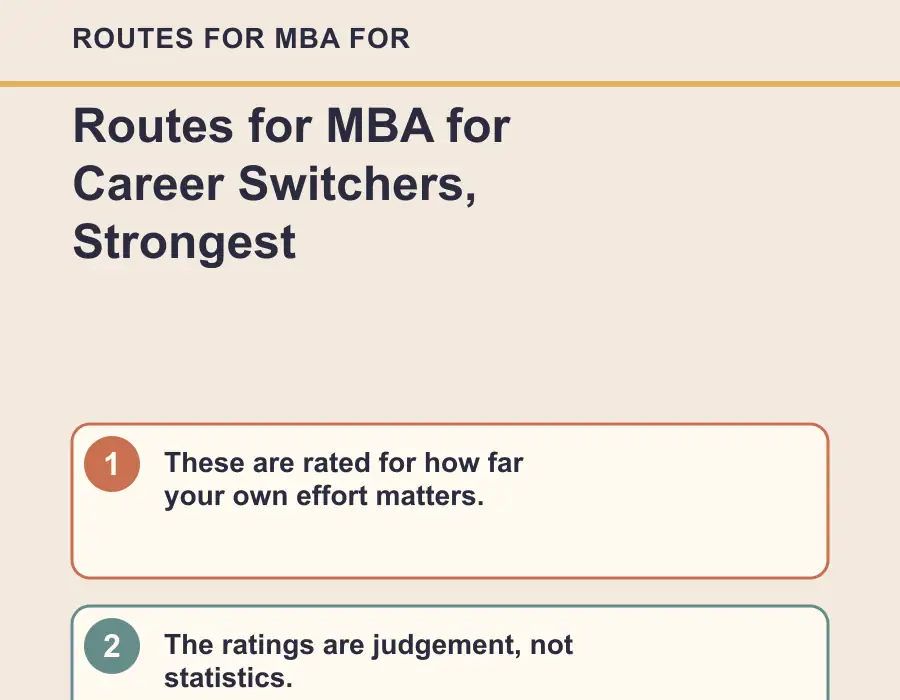 ROUTES FOR MBA FOR
Routes for MBA for
Career Switchers,
Strongest
1
These are rated for how far
your own effort matters.
2
The ratings are judgement, not
statistics.